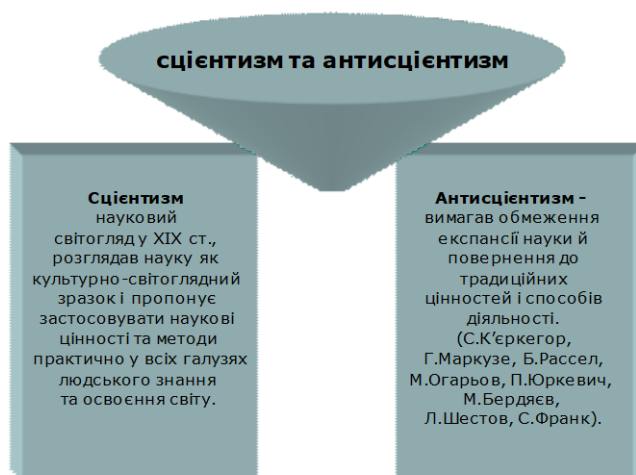 сцієнтизм та антисцієнтизм
Сцієнтизм
науковий
світогляд у ХІХ ст.,
розглядав науку як
культурно-світоглядний
зразок і пропонує
застосовувати наукові
цінності та методи
практично у всіх галузях
людського знання
та освоєння світу.
Антисцієнтизм -
вимагав обмеження
експансії науки й
повернення до
традиційних
цінностей і способів
діяльності.
(С.К’єркегор,
Г.Маркузе, Б.Рассел,
М.Огарьов, П.Юркевич,
М.Бердяєв,
Л.Шестов, С.Франк).